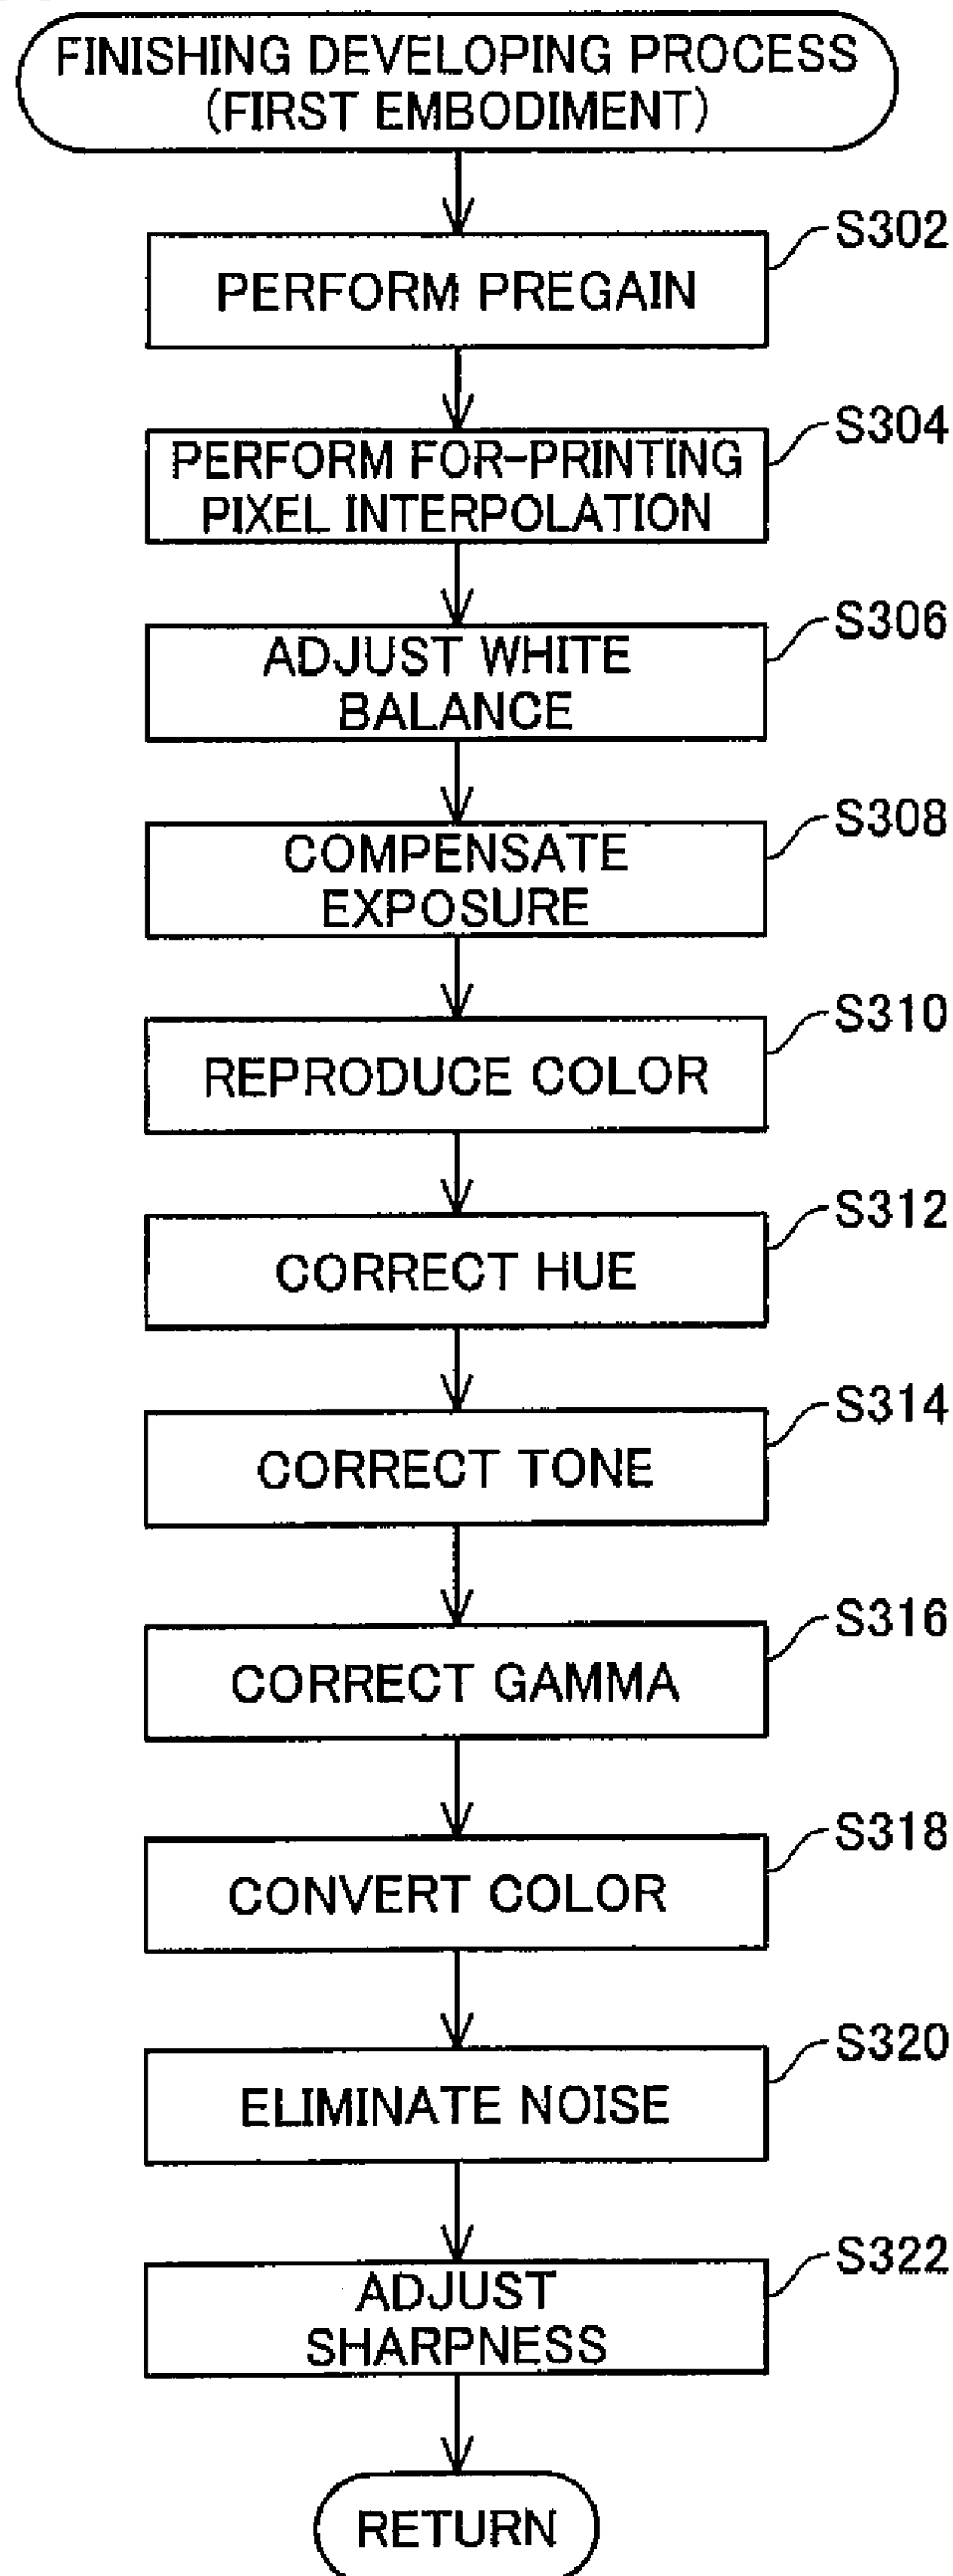 FINISHING DEVELOPING PROCESS
(FIRST EMBODIMENT)
S302
PERFORM PREGAIN
S304
PERFORM FOR-PRINTING
PIXEL INTERPOLATION
S306
ADJUST WHITE
BALANCE
S308
COMPENSATE
EXPOSURE
S310
REPRODUCE COLOR
S312
CORRECT HUE
S314
CORRECT TONE
S316
CORRECT GAMMA
S318
CONVERT COLOR
S320
ELIMINATE NOISE
S322
ADJUST
SHARPNESS
RETURN